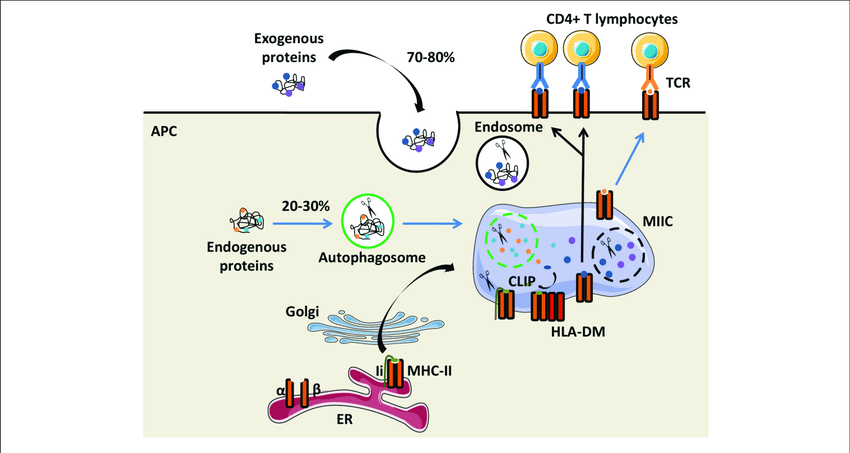 CD4+ T lymphocytes
Exogenous
proteins
70-80%
TCR
APC
Endosome
20-30%
MIIC
Endogenous
proteins
Autophagosome
CLIP
Golgi
HLA-DM
Ii
MHC-II
α
β
ER